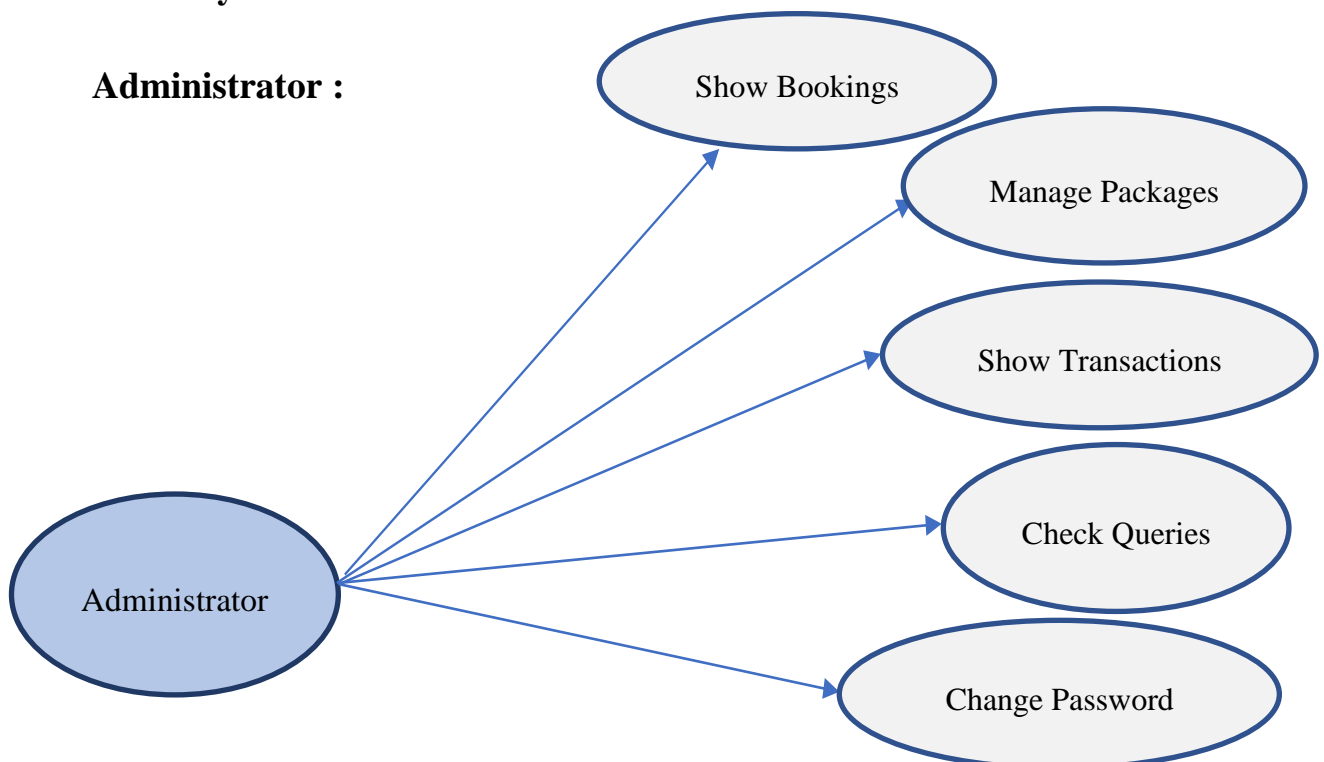 Administrator :
Show Bookings
Manage Packages
Show Transactions
Check Queries
Administrator
Change Password